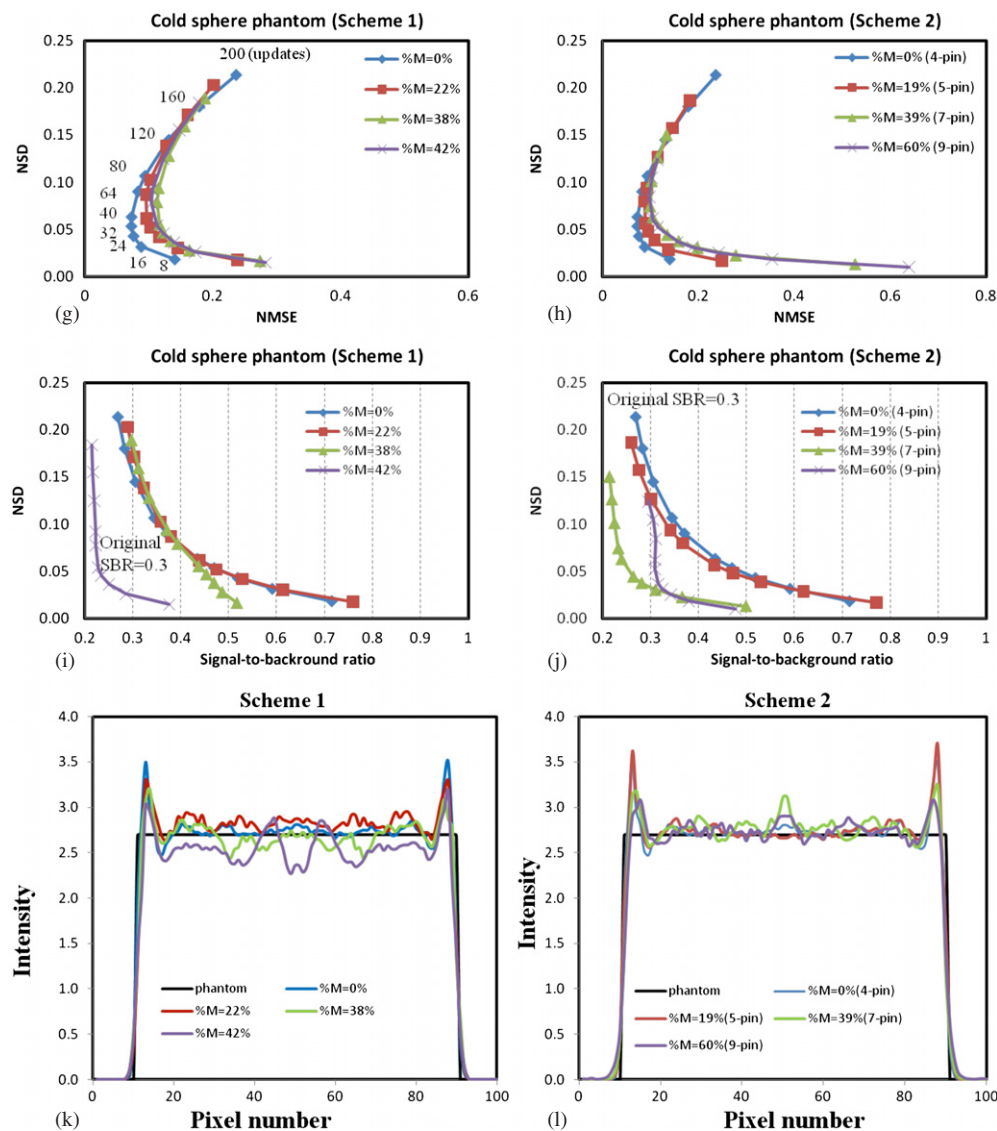 Cold sphere phantom (Scheme 1)
NSD
0.25
0.20
0.15
0.10
0.05
0.00
200 (updates)
160
120
80
64
40
32
24
16
8
%M=0%
%M=22%
%M=38%
%M=42%
0
0.2
0.4
0.6
(g)
NMSE
Cold sphere phantom (Scheme 2)
NSD
0.25
0.20
0.15
0.10
0.05
0.00
%M=0% (4-pin)
%M=19% (5-pin)
%M=39% (7-pin)
%M=60% (9-pin)
0
0.2
0.4
0.6
0.8
(h)
NMSE
Cold sphere phantom (Scheme 1)
NSD
0.25
0.20
0.15
0.10
0.05
0.00
%M=0%
%M=22%
%M=38%
%M=42%
Original
SBR=0.3
0.2
0.3
0.4
0.5
0.6
0.7
0.8
0.9
1
(i)
Signal-to-background ratio
Cold sphere phantom (Scheme 2)
NSD
0.25
0.20
0.15
0.10
0.05
0.00
Original SBR=0.3
%M=0% (4-pin)
%M=19% (5-pin)
%M=39% (7-pin)
%M=60% (9-pin)
0.2
0.3
0.4
0.5
0.6
0.7
0.8
0.9
1
(j)
Signal-to-backgound ratio
Scheme 1
Intensity
4.0
3.5
3.0
2.5
2.0
1.5
1.0
0.5
0.0
phantom
%M=0%
%M=22%
%M=38%
%M=42%
0
20
40
60
80
100
(k)
Pixel number
Scheme 2
Intensity
4.0
3.5
3.0
2.5
2.0
1.5
1.0
0.5
0.0
phantom
%M=0%(4-pin)
%M=19%(5-pin)
%M=39%(7-pin)
%M=60%(9-pin)
0
20
40
60
80
100
(l)
Pixel number